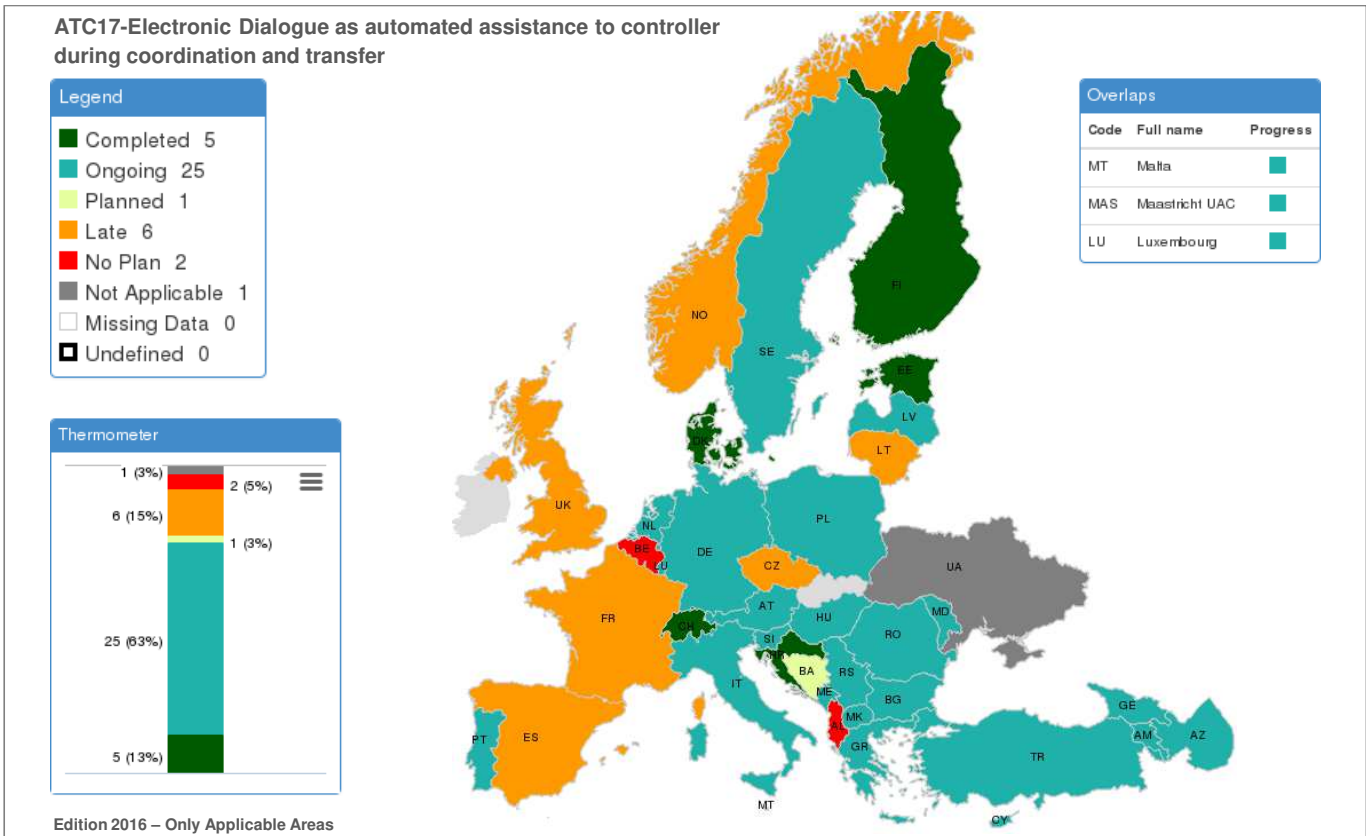 ATC17-Electronic Dialogue as automated assistance to controller
during coordination and transfer
Legend
Completed 5
Ongoing 25
Planned 1
Late 6
No Plan 2
Not Applicable 1
Missing Data 0
Undefined 0
Overlaps
Code Full name Progress
MT Malta
MAS Maastricht UAC
LU Luxembourg
Thermometer
1 (3%)
2 (5%)
6 (15%)
1 (3%)
25 (63%)
5 (13%)
FI
NO
SE
EE
LV
DK
LT
UK
NL
PL
DE
BE
LU
CZ
UA
AT
FR
CH
HU
MD
SI
RO
HR
BA
RS
IT
ME
BG
MK
AL
GE
PT
ES
AM
AZ
GR
TR
MT
CY
Edition 2016 – Only Applicable Areas